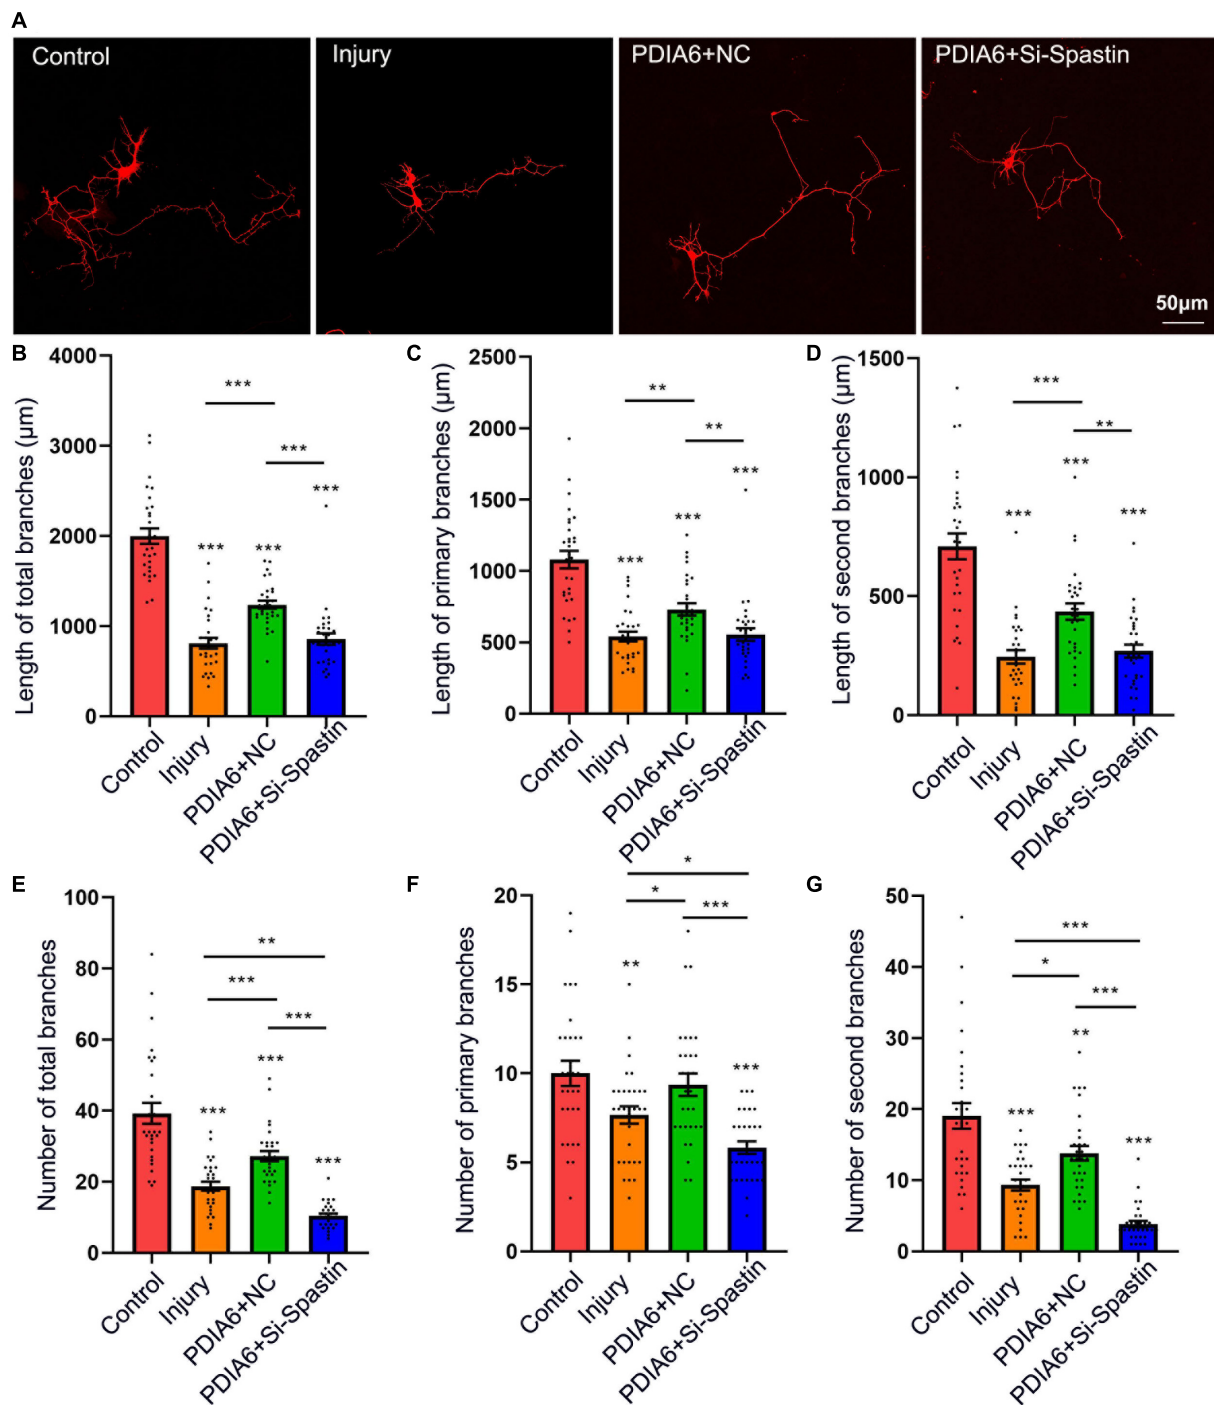 A
Control
Injury
PDIA6+NC
PDIA6+Si-Spastin
50μm
B
Length of total branches (μm)
4000
3000
2000
1000
0
***
***
***
***
***
Control
Injury
PDIA6+NC
PDIA6+Si-Spastin
C
Length of primary branches (μm)
2500
2000
1500
1000
500
0
**
**
***
***
***
Control
Injury
PDIA6+NC
PDIA6+Si-Spastin
D
Length of second branches (μm)
1500
1000
500
0
***
**
***
***
***
Control
Injury
PDIA6+NC
PDIA6+Si-Spastin
E
Number of total branches
100
80
60
40
20
0
**
***
***
***
***
***
Control
Injury
PDIA6+NC
PDIA6+Si-Spastin
F
Number of primary branches
20
15
10
5
0
*
*
***
**
***
Control
Injury
PDIA6+NC
PDIA6+Si-Spastin
G
Number of second branches
50
40
30
20
10
0
***
*
***
**
***
***
Control
Injury
PDIA6+NC
PDIA6+Si-Spastin